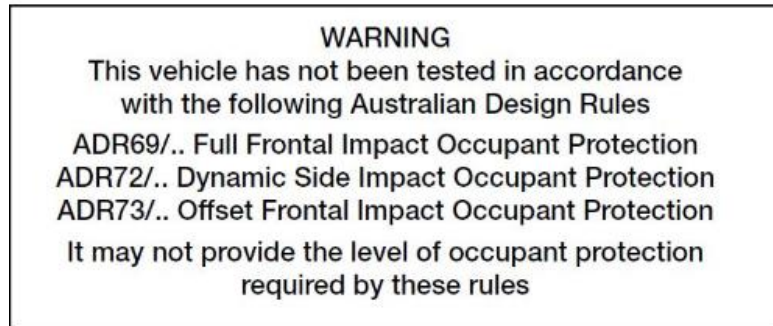 WARNING
This vehicle has not been tested in accordance
with the following Australian Design Rules
ADR69/.. Full Frontal Impact Occupant Protection
ADR72/.. Dynamic Side Impact Occupant Protection
ADR73/.. Offset Frontal Impact Occupant Protection
It may not provide the level of occupant protection
required by these rules